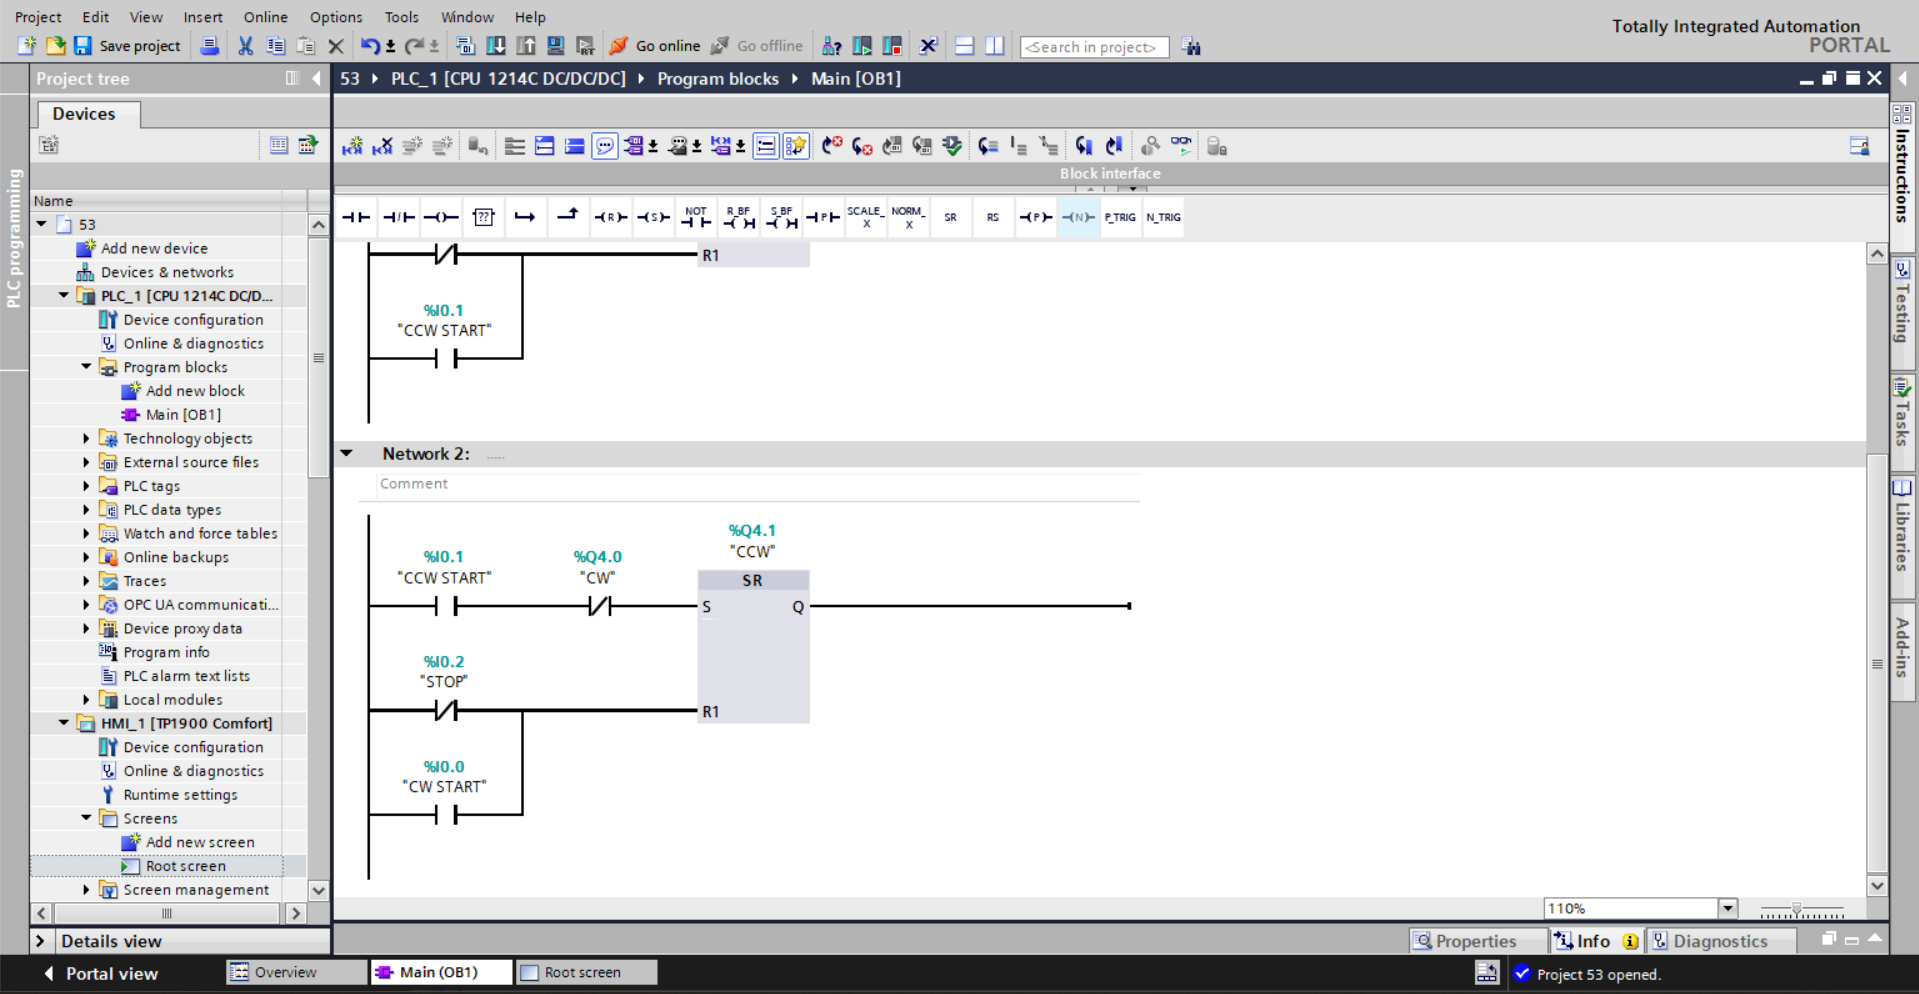 Project Edit View Insert Online Options Tools Window Help
Totally Integrated Automation
PORTAL
Save project
Go online
Go offline
<Search in project>
Project tree
53 PLC_1 [CPU 1214C DC/DC/DC] Program blocks Main [OB1]
Devices
Block interface
PLC programming
Name
53
Add new device
Devices & networks
PLC_1 [CPU 1214C DC/D...
Device configuration
Online & diagnostics
Program blocks
Add new block
Main [OB1]
Technology objects
External source files
PLC tags
PLC data types
Watch and force tables
Online backups
Traces
OPC UA communicati...
Device proxy data
Program info
PLC alarm text lists
Local modules
HMI_1 [TP1900 Comfort]
Device configuration
Online & diagnostics
Runtime settings
Screens
Add new screen
Root screen
Screen management
?? R S NOT R_BF S_BF P SCALE_X NORM_X SR RS P N P_TRIG N_TRIG
R1
%I0.1
"CCW START"
Network 2: .....
Comment
%Q4.1
"CCW"
%I0.1 %Q4.0
"CCW START" "CW"
SR
S Q
%I0.2
"STOP"
R1
%I0.0
"CW START"
110%
Instructions
Testing
Tasks
Libraries
Add-ins
Details view
Properties Info Diagnostics
Portal view Overview Main (OB1) Root screen
Project 53 opened.